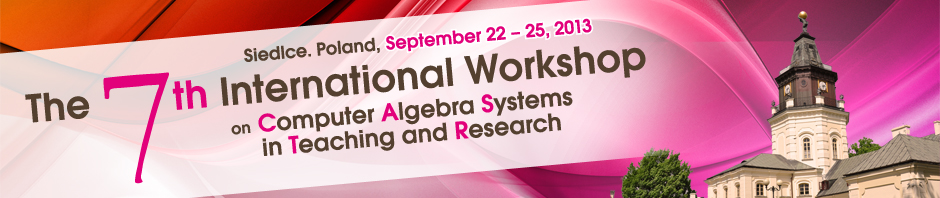 Siedlce. Poland, September 22 – 25, 2013
The 7th International Workshop
on Computer Algebra Systems
in Teaching and Research